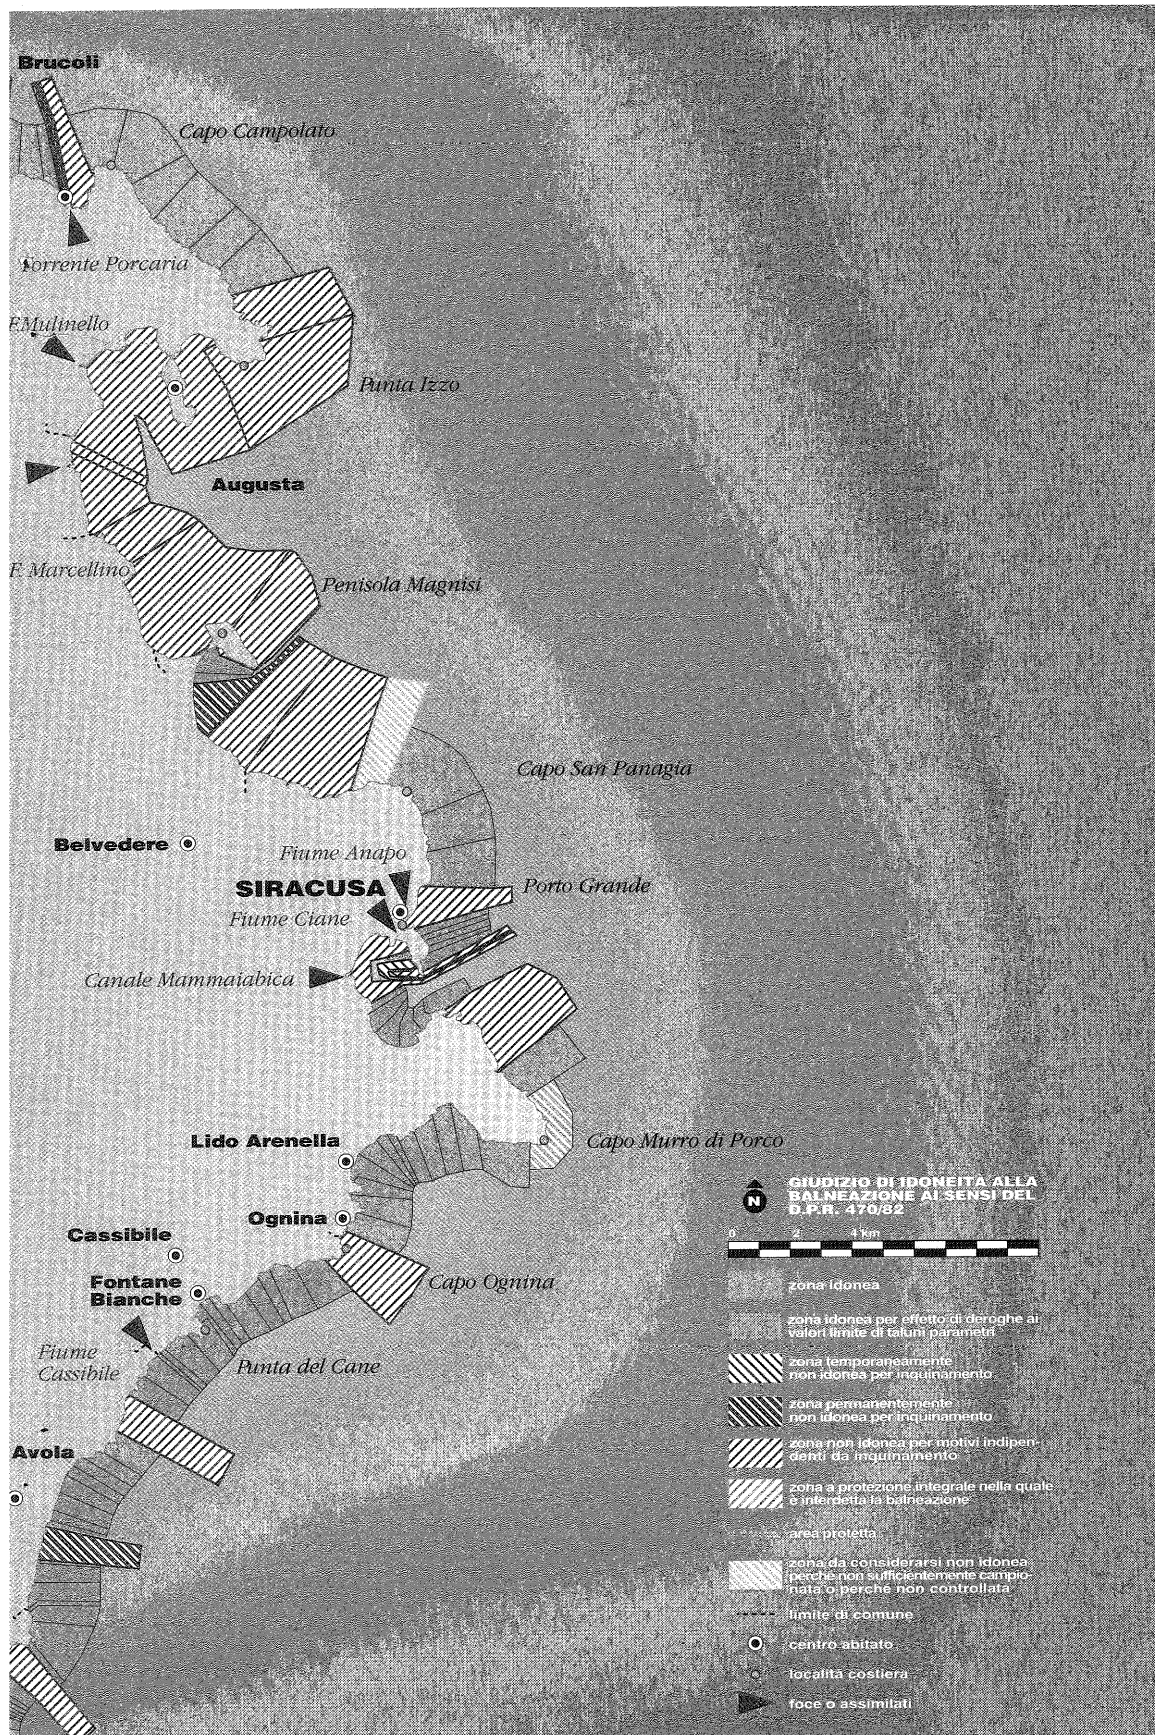 Brucoli
Capo Campolato
Torrente Porcaria
F.Mulinello
Punta Izzo
Augusta
F. Marcellino
Penisola Magnisi
Capo San Panagia
Belvedere
Fiume Anapo
SIRACUSA
Porto Grande
Fiume Ciane
Canale Mammaiabica
Lido Arenella
Capo Murro di Porco
Ognina
Cassibile
Fontane
Bianche
Capo Ognina
Fiume
Cassibile
Punta del Cane
Avola
N
GIUDIZIO DI IDONEITÀ ALLA
BALNEAZIONE AI SENSI DEL
D.P.R. 470/82
0 2 4 km
zona idonea
zona idonea per effetto di deroghe ai
valori limite di taluni parametri
zona temporaneamente
non idonea per inquinamento
zona permanentemente
non idonea per inquinamento
zona non idonea per motivi indipen-
denti da inquinamento
zona a protezione integrale nella quale
è interdetta la balneazione
area protetta
zona da considerarsi non idonea
perché non sufficientemente campio-
nata o perché non controllata
limite di comune
centro abitato
località costiera
foce o assimilati